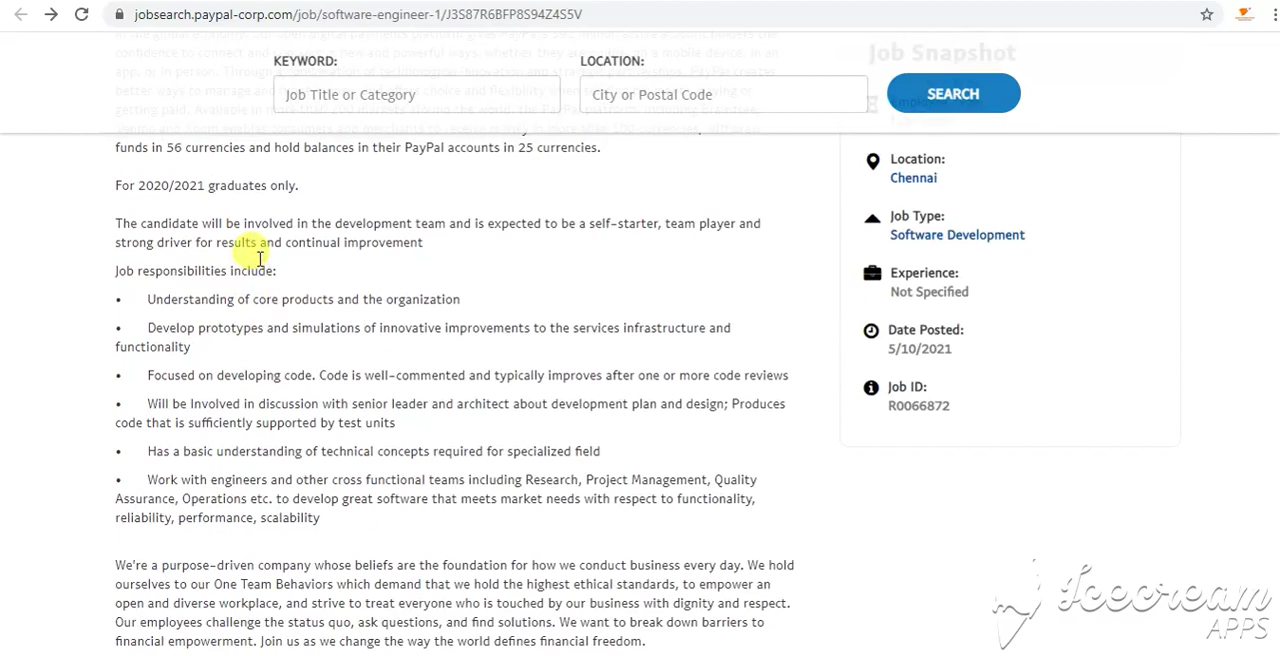 jobsearch.paypal-corp.com/job/software-engineer-1/J3S87R6BFP8S94Z4S5V
KEYWORD:
LOCATION:
Job Title or Category
City or Postal Code
SEARCH
Job Snapshot
funds in 56 currencies and hold balances in their PayPal accounts in 25 currencies.
For 2020/2021 graduates only.
The candidate will be involved in the development team and is expected to be a self-starter, team player and
strong driver for results and continual improvement
Job responsibilities include:
• Understanding of core products and the organization
• Develop prototypes and simulations of innovative improvements to the services infrastructure and
functionality
• Focused on developing code. Code is well-commented and typically improves after one or more code reviews
• Will be Involved in discussion with senior leader and architect about development plan and design; Produces
code that is sufficiently supported by test units
• Has a basic understanding of technical concepts required for specialized field
• Work with engineers and other cross functional teams including Research, Project Management, Quality
Assurance, Operations etc. to develop great software that meets market needs with respect to functionality,
reliability, performance, scalability
We're a purpose-driven company whose beliefs are the foundation for how we conduct business every day. We hold
ourselves to our One Team Behaviors which demand that we hold the highest ethical standards, to empower an
open and diverse workplace, and strive to treat everyone who is touched by our business with dignity and respect.
Our employees challenge the status quo, ask questions, and find solutions. We want to break down barriers to
financial empowerment. Join us as we change the way the world defines financial freedom.
Location:
Chennai
Job Type:
Software Development
Experience:
Not Specified
Date Posted:
5/10/2021
Job ID:
R0066872
Icecream
APPS